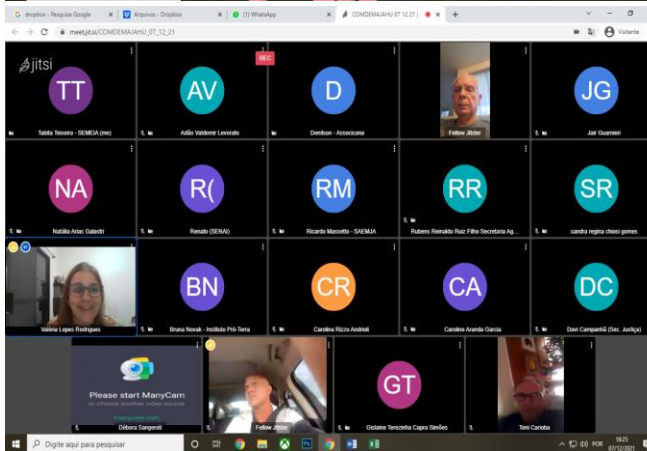 dropbox - Pesquisa Google
Arquivos - Dropbox
(1) WhatsApp
COMDEMAJAHU 07 12 21 |
meet.jit.si/COMDEMAJAHU_07_12_21
Visitante
jitsi
REC
TT
AV
D
JG
Tabita Teixeira - SEMEIA (me)
Adão Valdemir Levorato
Denilson - Associcana
Fellow Jitster
Jair Guarnieri
NA
R(
RM
RR
SR
Natália Arias Galastri
Renato (SENAI)
Ricardo Massetto - SAEMJA
Rubens Reinaldo Ruiz Filho Secretaria Ag...
sandra regina chiosi gomes
BN
CR
CA
DC
Valéria Lopes Rodrigues
Bruna Novak - Instituto Pró-Terra
Carolina Rizzo Andrioli
Caroline Aranda Garcia
Davi Campanhã (Sec. Justiça)
Please start ManyCam
or choose another video source
manycam.com
GT
Débora Sangeroti
Fellow Jitster
Gislaine Terezinha Capra Simões
Toni Carioba
Digite aqui para pesquisar
POR
18:25
07/12/2021